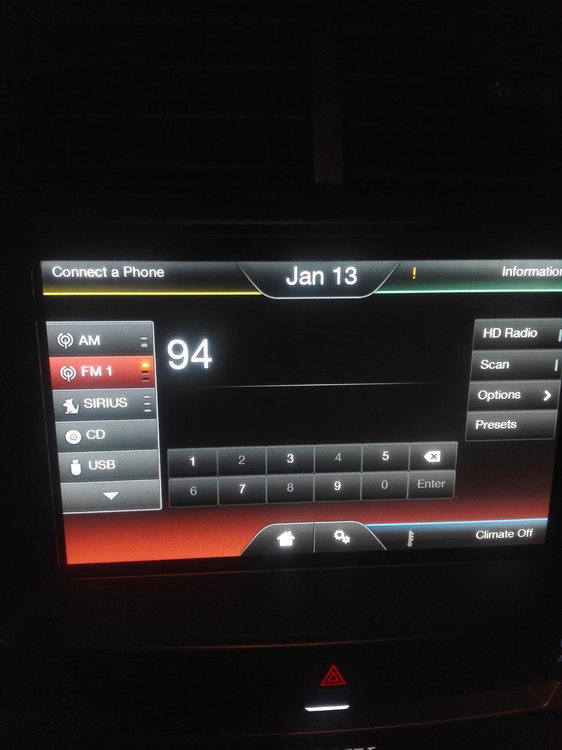 Connect a Phone
Jan 13
!
Information
AM
FM 1
SIRIUS
CD
USB
94
HD Radio
Scan
Options
Presets
1 2 3 4 5
6 7 8 9 0 Enter
Climate Off